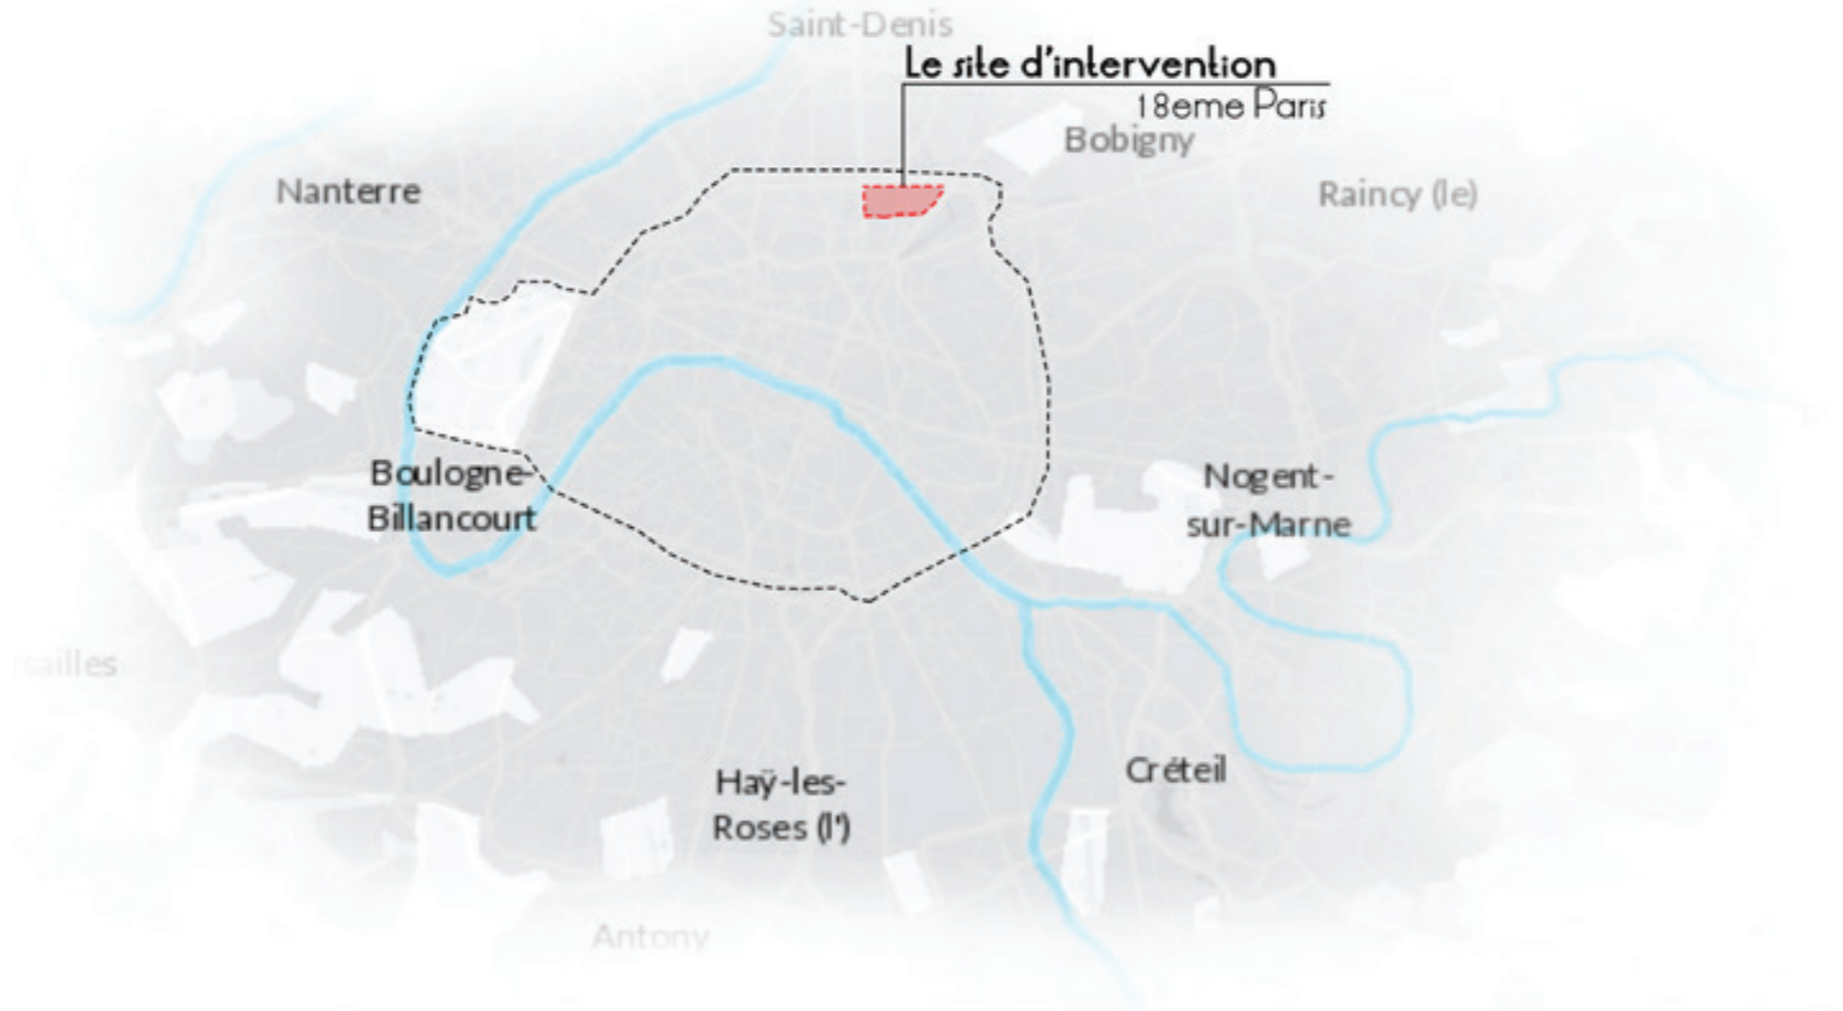 Saint-Denis
Le site d'intervention
18eme Paris
Bobigny
Nanterre
Raincy (le)
Boulogne-
Billancourt
Nogent-
sur-Marne
rsailles
Haÿ-les-
Roses (l')
Créteil
Antony